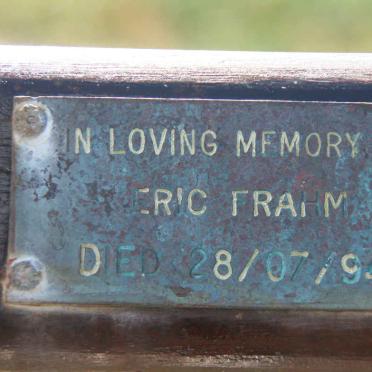 IN LOVING MEMORY
ERIC FRAHM
DIED 28/07/9